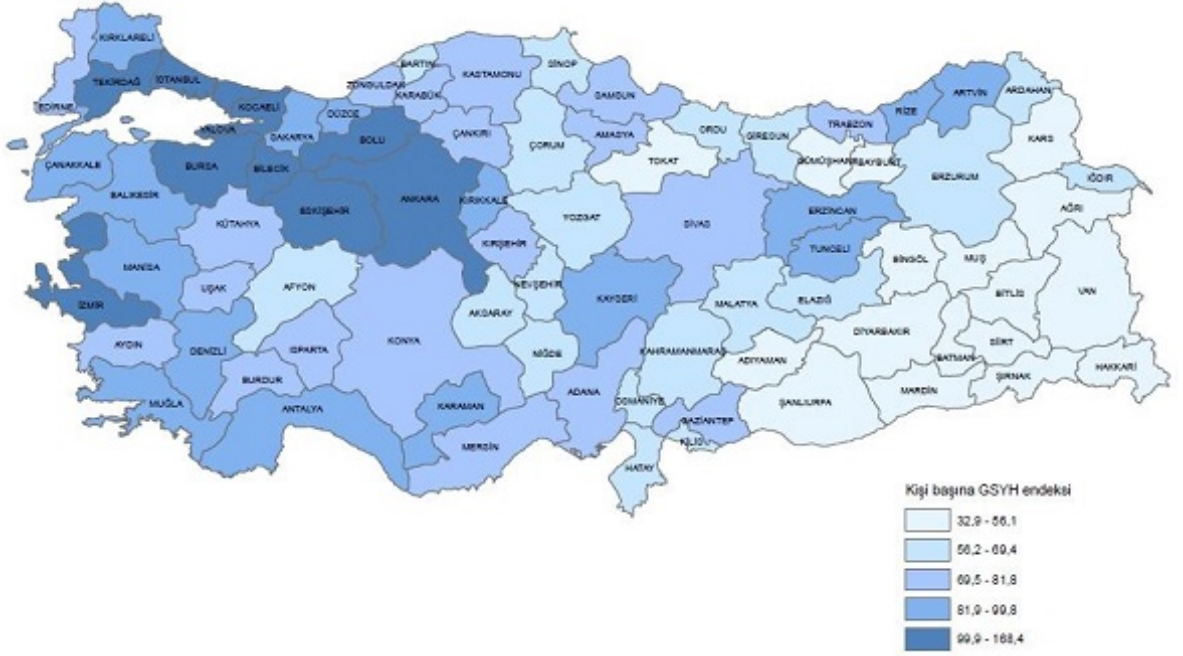 KIRKLARELİ
TEKİRDAĞ
İSTANBUL
EDİRNE
KOCAELİ
YALOVA
SAKARYA
DÜZCE
BOLU
ZONGULDAK
BARTIN
KARABÜK
KASTAMONU
SİNOP
ÇANKIRI
ÇORUM
SAMSUN
AMASYA
TOKAT
ORDU
GİRESUN
TRABZON
RİZE
ARTVİN
ARDAHAN
KARS
GÜMÜŞHANE
BAYBURT
ERZURUM
IĞDIR
AĞRI
ÇANAKKALE
BALIKESİR
BURSA
BİLECİK
ESKİŞEHİR
ANKARA
KIRIKKALE
YOZGAT
SİVAS
ERZİNCAN
TUNCELİ
BİNGÖL
MUŞ
BİTLİS
VAN
KÜTAHYA
KIRŞEHİR
MANİSA
UŞAK
AFYON
NEVŞEHİR
KAYSERİ
MALATYA
ELAZIĞ
İZMİR
AKSARAY
DİYARBAKIR
SİİRT
BATMAN
AYDIN
DENİZLİ
ISPARTA
KONYA
NİĞDE
KAHRAMANMARAŞ
ADIYAMAN
ŞIRNAK
HAKKARİ
BURDUR
ADANA
OSMANİYE
ŞANLIURFA
MARDİN
MUĞLA
ANTALYA
KARAMAN
MERSİN
GAZİANTEP
KİLİS
HATAY
Kişi başına GSYH endeksi
32,9 - 56,1
56,2 - 69,4
69,5 - 81,8
81,9 - 99,8
99,9 - 168,4